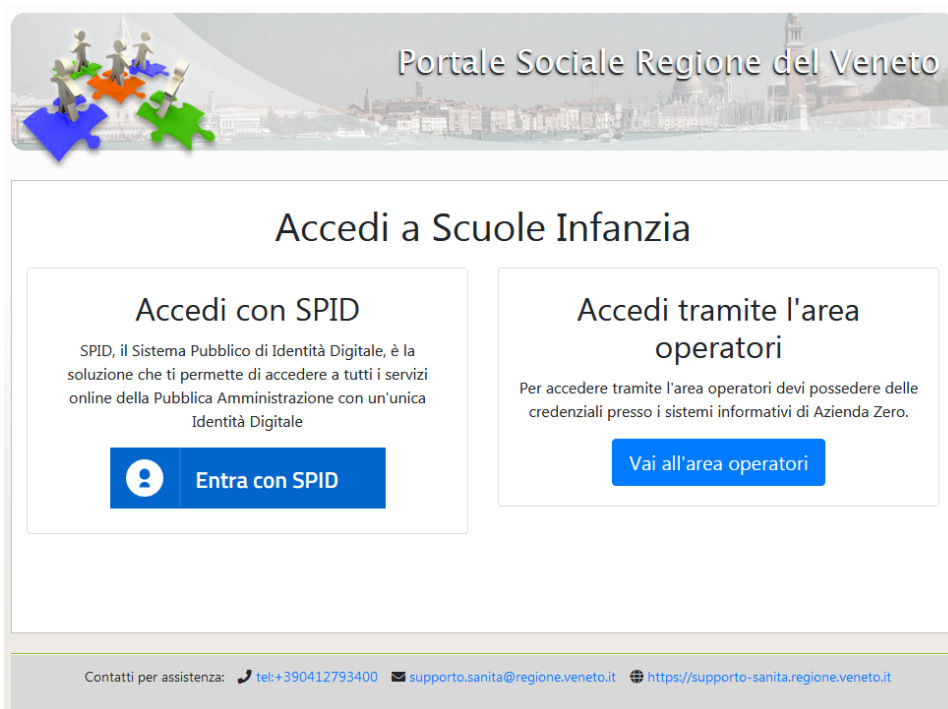 Portale Sociale Regione del Veneto
Accedi a Scuole Infanzia
Accedi con SPID
SPID, il Sistema Pubblico di Identità Digitale, è la
soluzione che ti permette di accedere a tutti i servizi
online della Pubblica Amministrazione con un'unica
Identità Digitale
Entra con SPID
Accedi tramite l'area
operatori
Per accedere tramite l'area operatori devi possedere delle
credenziali presso i sistemi informativi di Azienda Zero.
Vai all'area operatori
Contatti per assistenza: tel:+390412793400 supporto.sanita@regione.veneto.it https://supporto-sanita.regione.veneto.it